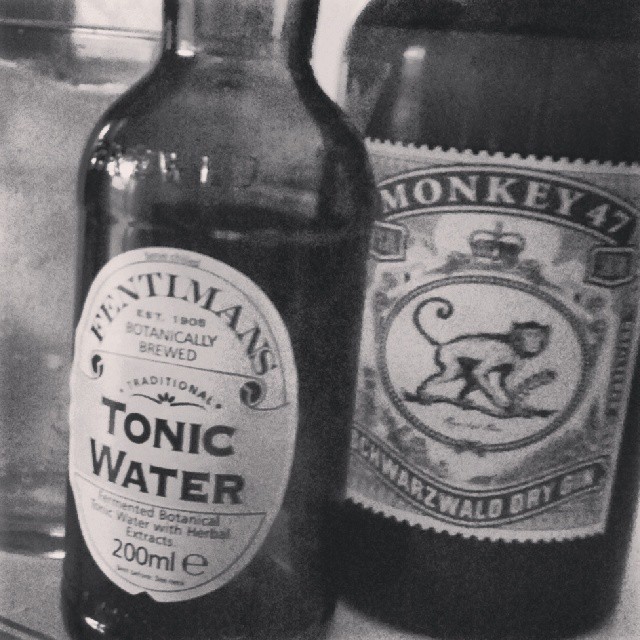 FENTIMANS
EST. 1905
BOTANICALLY
BREWED
TRADITIONAL
TONIC
WATER
Fermented Botanical
Tonic Water with Herbal
Extracts
200ml e
MONKEY 47
SCHWARZWALD DRY GIN